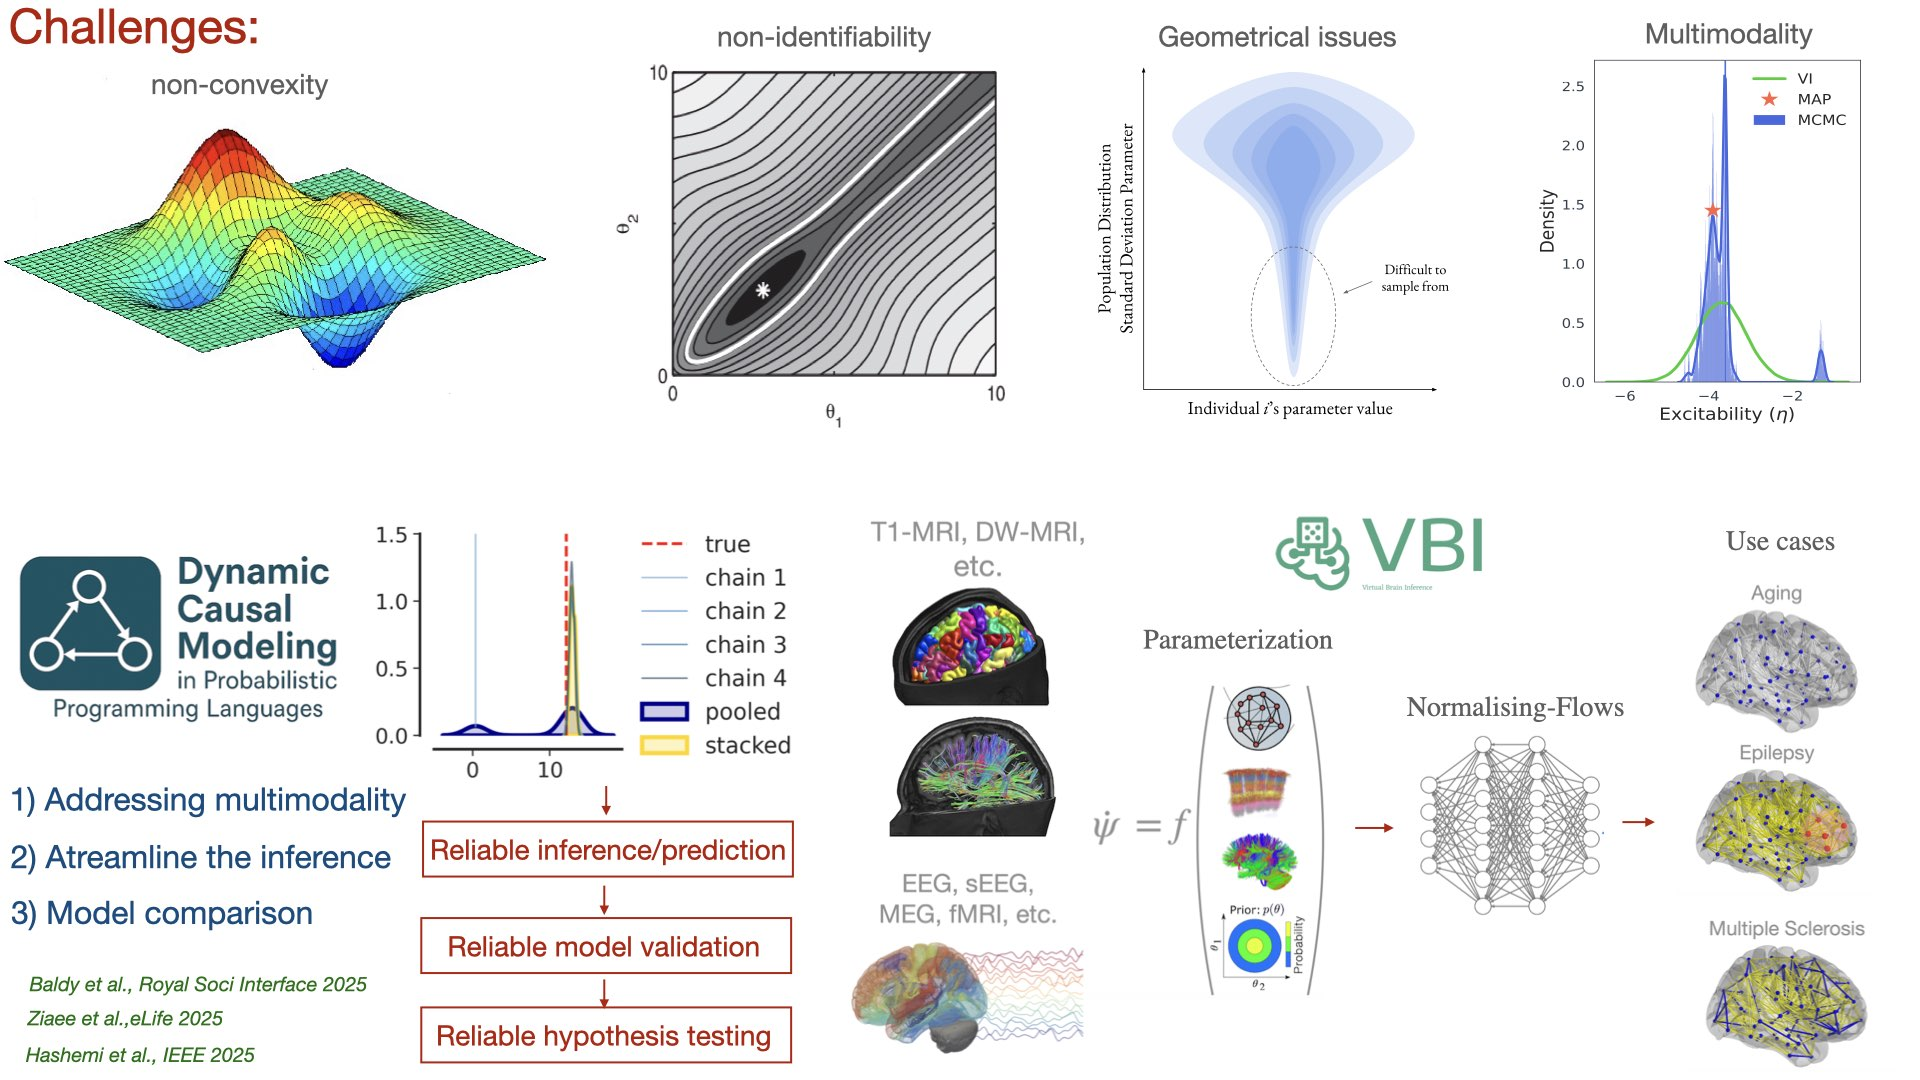 Challenges:
non-convexity
non-identifiability
10
θ2
0
0
10
θ1
Geometrical issues
Population Distribution
Standard Deviation Parameter
Difficult to
sample from
Individual i's parameter value
Multimodality
VI
MAP
MCMC
2.5
2.0
1.5
1.0
0.5
0.0
Density
−6
−4
−2
Excitability (η)
Dynamic
Causal
Modeling
in Probabilistic
Programming Languages
1.5
1.0
0.5
0.0
0
10
true
chain 1
chain 2
chain 3
chain 4
pooled
stacked
1) Addressing multimodality
2) Atreamline the inference
3) Model comparison
Reliable inference/prediction
Reliable model validation
Reliable hypothesis testing
Baldy et al., Royal Soci Interface 2025
Ziaee et al.,eLife 2025
Hashemi et al., IEEE 2025
T1-MRI, DW-MRI,
etc.
EEG, sEEG,
MEG, fMRI, etc.
VBI
Virtual Brain Inference
Parameterization
ψ̇ = f
Prior: p(θ)
θ1
θ2
Probability
Normalising-Flows
Use cases
Aging
Epilepsy
Multiple Sclerosis